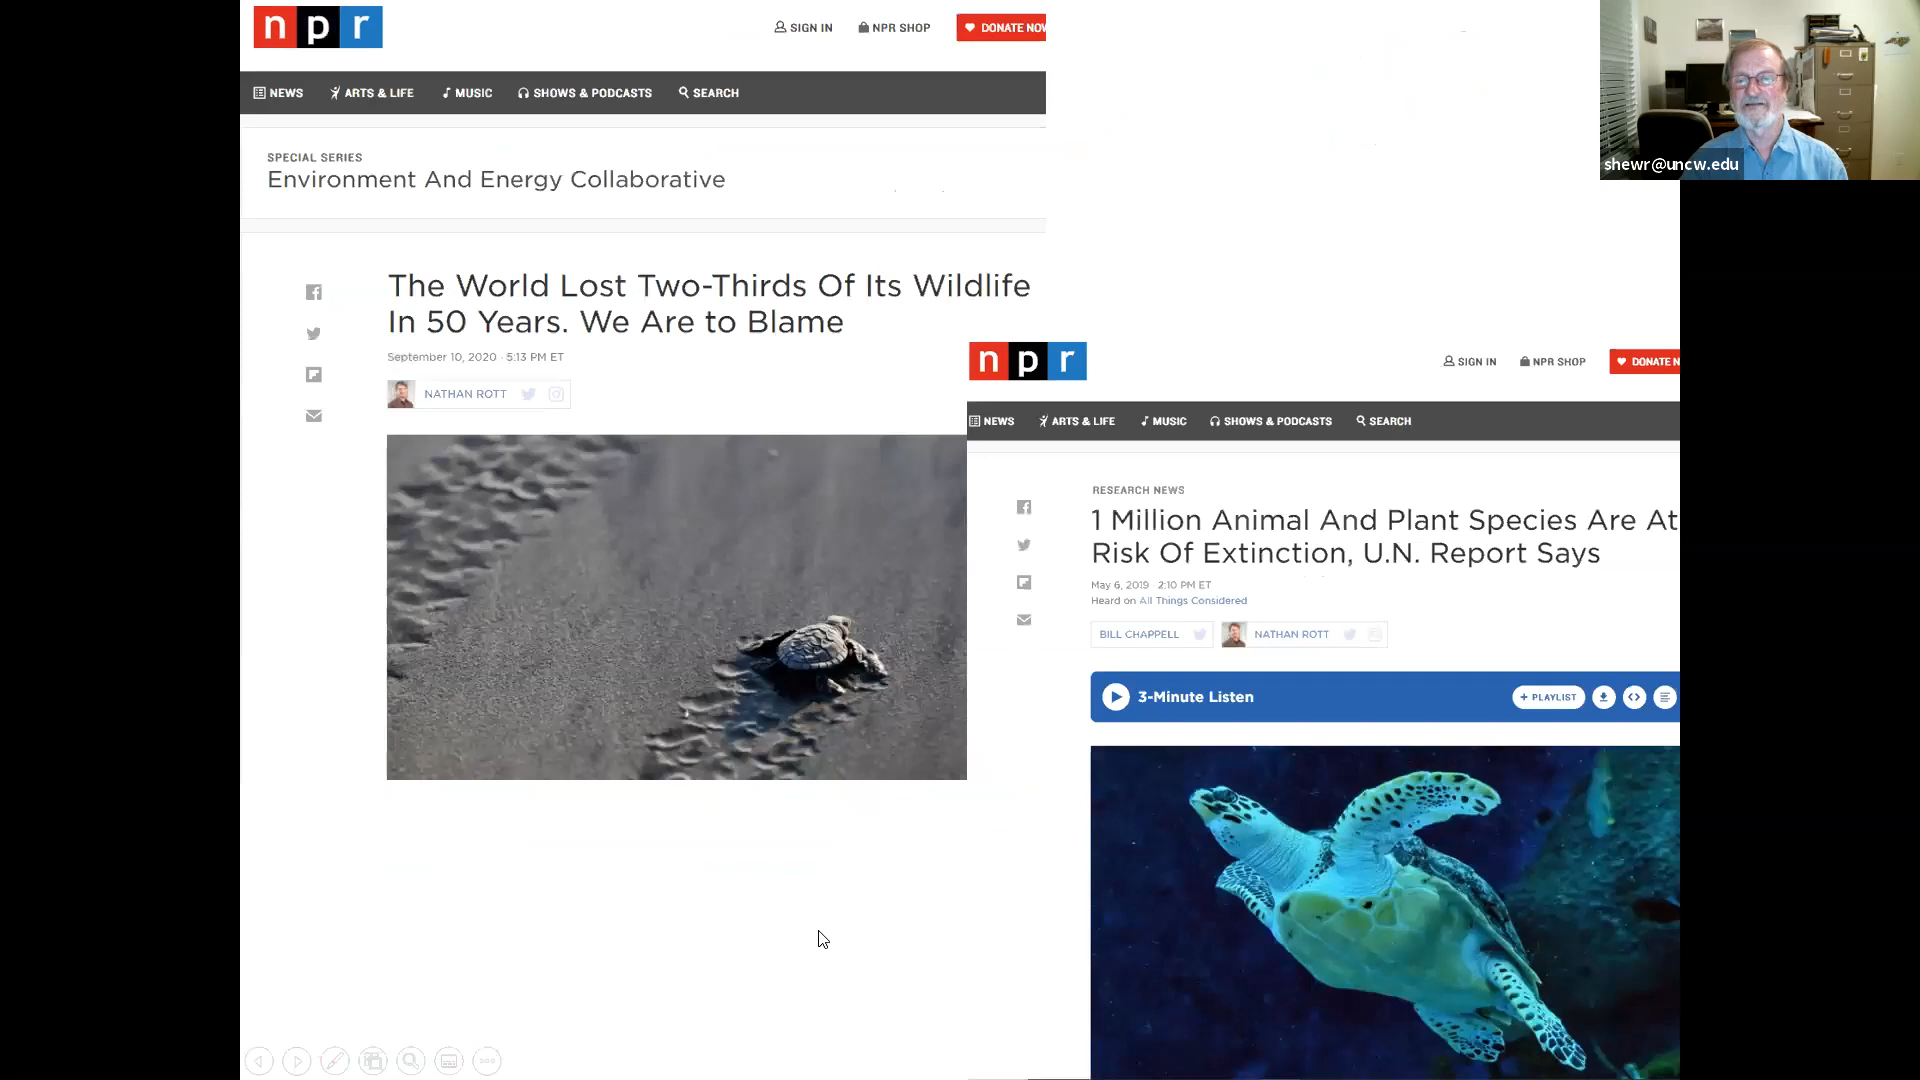 npr
SIGN IN
NPR SHOP
DONATE NOW
NEWS
ARTS & LIFE
MUSIC
SHOWS & PODCASTS
SEARCH
SPECIAL SERIES
Environment And Energy Collaborative
The World Lost Two-Thirds Of Its Wildlife
In 50 Years. We Are to Blame
September 10, 2020 · 5:13 PM ET
NATHAN ROTT
shewr@uncw.edu
npr
SIGN IN
NPR SHOP
DONATE N
NEWS
ARTS & LIFE
MUSIC
SHOWS & PODCASTS
SEARCH
RESEARCH NEWS
1 Million Animal And Plant Species Are At
Risk Of Extinction, U.N. Report Says
May 6, 2019 · 2:10 PM ET
Heard on All Things Considered
BILL CHAPPELL
NATHAN ROTT
3-Minute Listen
+ PLAYLIST